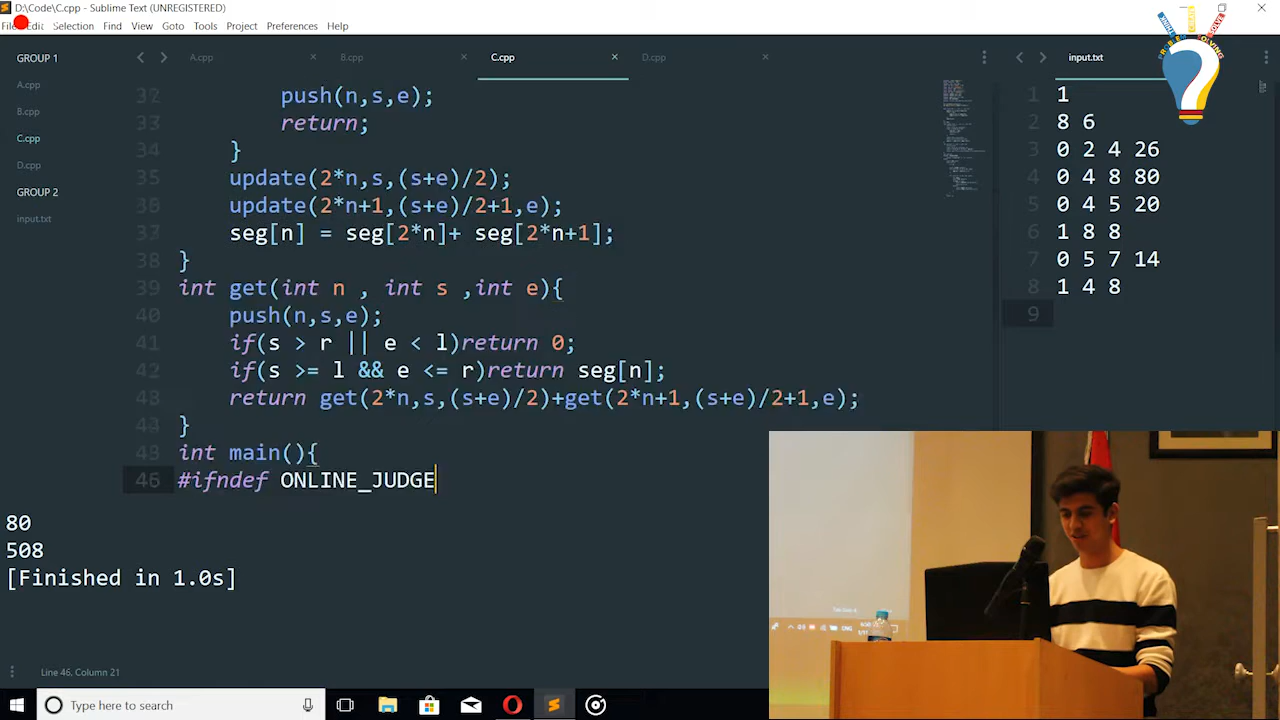 D:\Code\C.cpp - Sublime Text (UNREGISTERED)
File Edit Selection Find View Goto Tools Project Preferences Help
GROUP 1
A.cpp
B.cpp
C.cpp
D.cpp
GROUP 2
input.txt
A.cpp B.cpp C.cpp D.cpp
32 push(n,s,e);
33 return;
34 }
35 update(2*n,s,(s+e)/2);
36 update(2*n+1,(s+e)/2+1,e);
37 seg[n] = seg[2*n]+ seg[2*n+1];
38 }
39 int get(int n , int s ,int e){
40 push(n,s,e);
41 if(s > r || e < l)return 0;
42 if(s >= l && e <= r)return seg[n];
43 return get(2*n,s,(s+e)/2)+get(2*n+1,(s+e)/2+1,e);
44 }
45 int main(){
46 #ifndef ONLINE_JUDGE
input.txt
1 1
2 8 6
3 0 2 4 26
4 0 4 8 80
5 0 4 5 20
6 1 8 8
7 0 5 7 14
8 1 4 8
9
80
508
[Finished in 1.0s]
Line 46, Column 21
Type here to search
THINK
CREATE
SOLVE
PROBLEM SOLVING
ENG